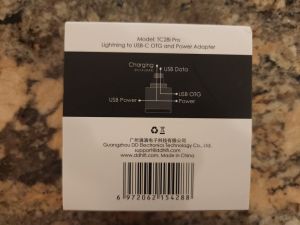 Model: TC28i Pro
Lightning to USB-C OTG and Power Adapter
Charging
USB Data
USB OTG
USB Power
Power
广州滴滴电子科技有限公司
Guangzhou DD Electronics Technology Co., Ltd.
support@ddhifi.com
www.ddhifi.com Made in China
6 972062 154288